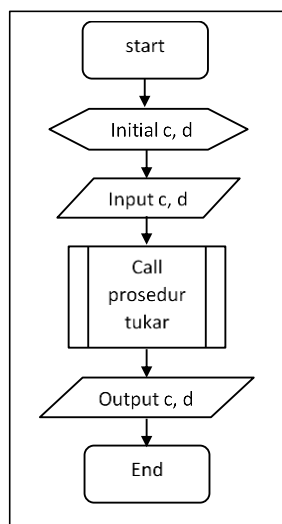 start
Initial c, d
Input c, d
Call
prosedur
tukar
Output c, d
End